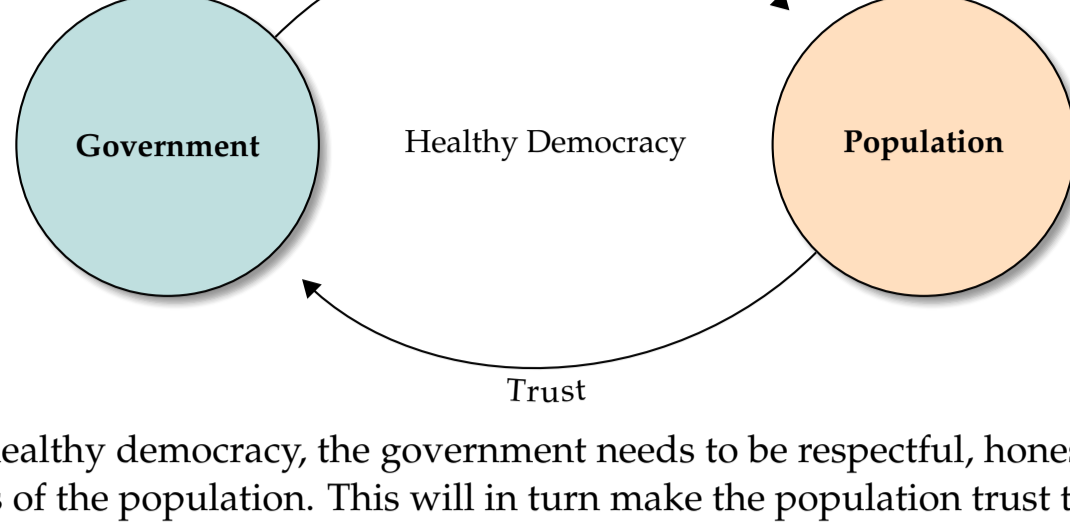 Government
Healthy Democracy
Population
Trust
ealthy democracy, the government needs to be respectful, hones
s of the population. This will in turn make the population trust t